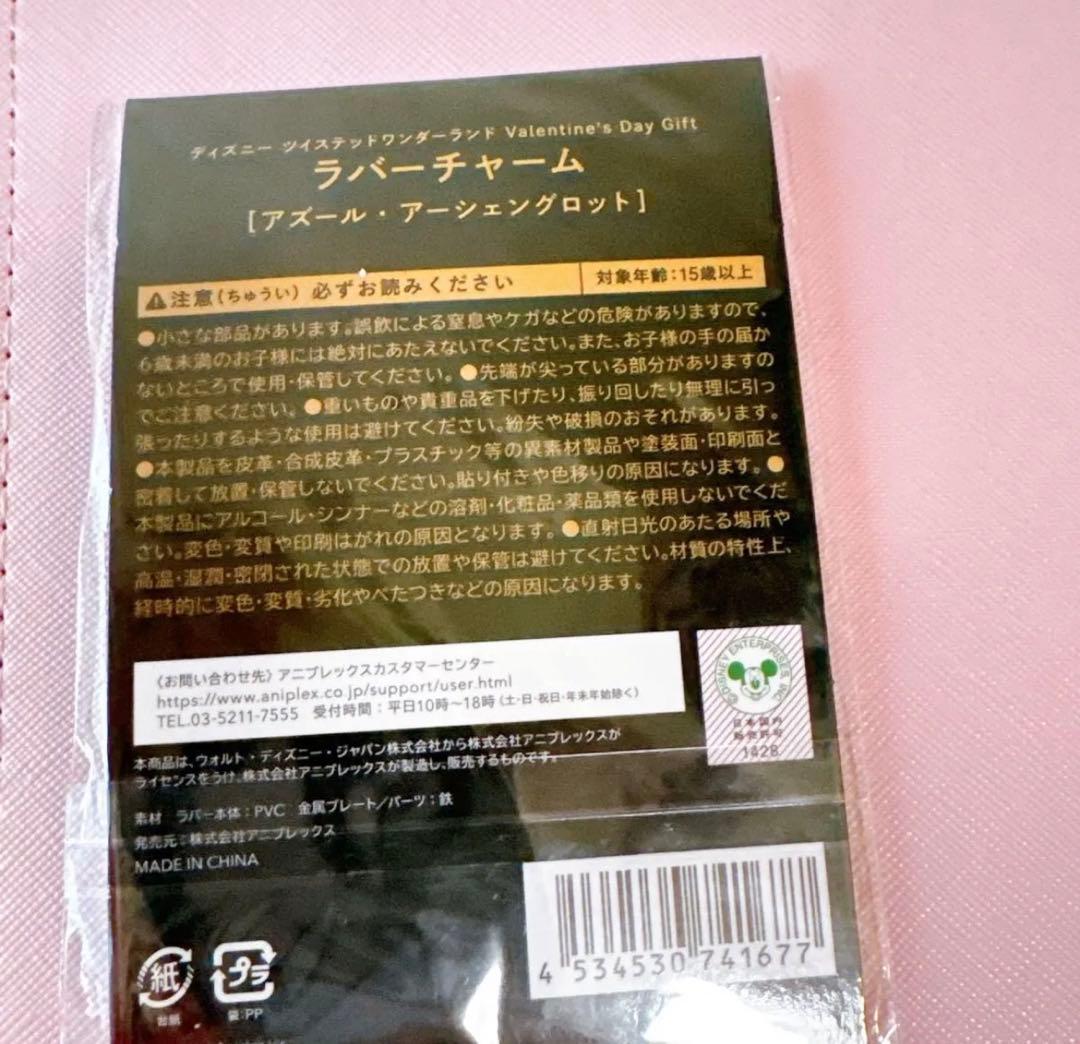 ディズニー ツイステッドワンダーランド Valentine's Day Gift
ラバーチャーム
[アズール・アーシェングロット]
⚠注意(ちゅうい) 必ずお読みください
対象年齢:15歳以上
●小さな部品があります。誤飲による窒息やケガなどの危険がありますので、
6歳未満のお子様には絶対にあたえないでください。また、お子様の手の届か
ないところで使用・保管してください。 ●先端が尖っている部分がありますの
でご注意ください。 ●重いものや貴重品を下げたり、振り回したり無理に引っ
張ったりするような使用は避けてください。紛失や破損のおそれがあります。
●本製品を皮革・合成皮革・プラスチック等の異素材製品や塗装面・印刷面と
密着して放置・保管しないでください。貼り付きや色移りの原因になります。 ●
本製品にアルコール・シンナーなどの溶剤・化粧品・薬品類を使用しないでくだ
さい。変色・変質や印刷はがれの原因となります。 ●直射日光のあたる場所や
高温・湿潤・密閉された状態での放置や保管は避けてください。材質の特性上、
経時的に変色・変質・劣化やべたつきなどの原因になります。
《お問い合わせ先》 アニプレックスカスタマーセンター
https://www.aniplex.co.jp/support/user.html
TEL.03-5211-7555 受付時間:平日10時~18時 (土・日・祝日・年末年始除く)
©DISNEY ENTERPRISES, INC.
日本国内
販売許可
1428
本商品は、ウォルト・ディズニー・ジャパン株式会社から株式会社アニプレックスが
ライセンスをうけ、株式会社アニプレックスが製造し、販売するものです。
素材 ラバー本体:PVC 金属プレート/パーツ:鉄
発売元:株式会社アニプレックス
MADE IN CHINA
4 534530 741677
紙
プラ
台紙
袋:PP